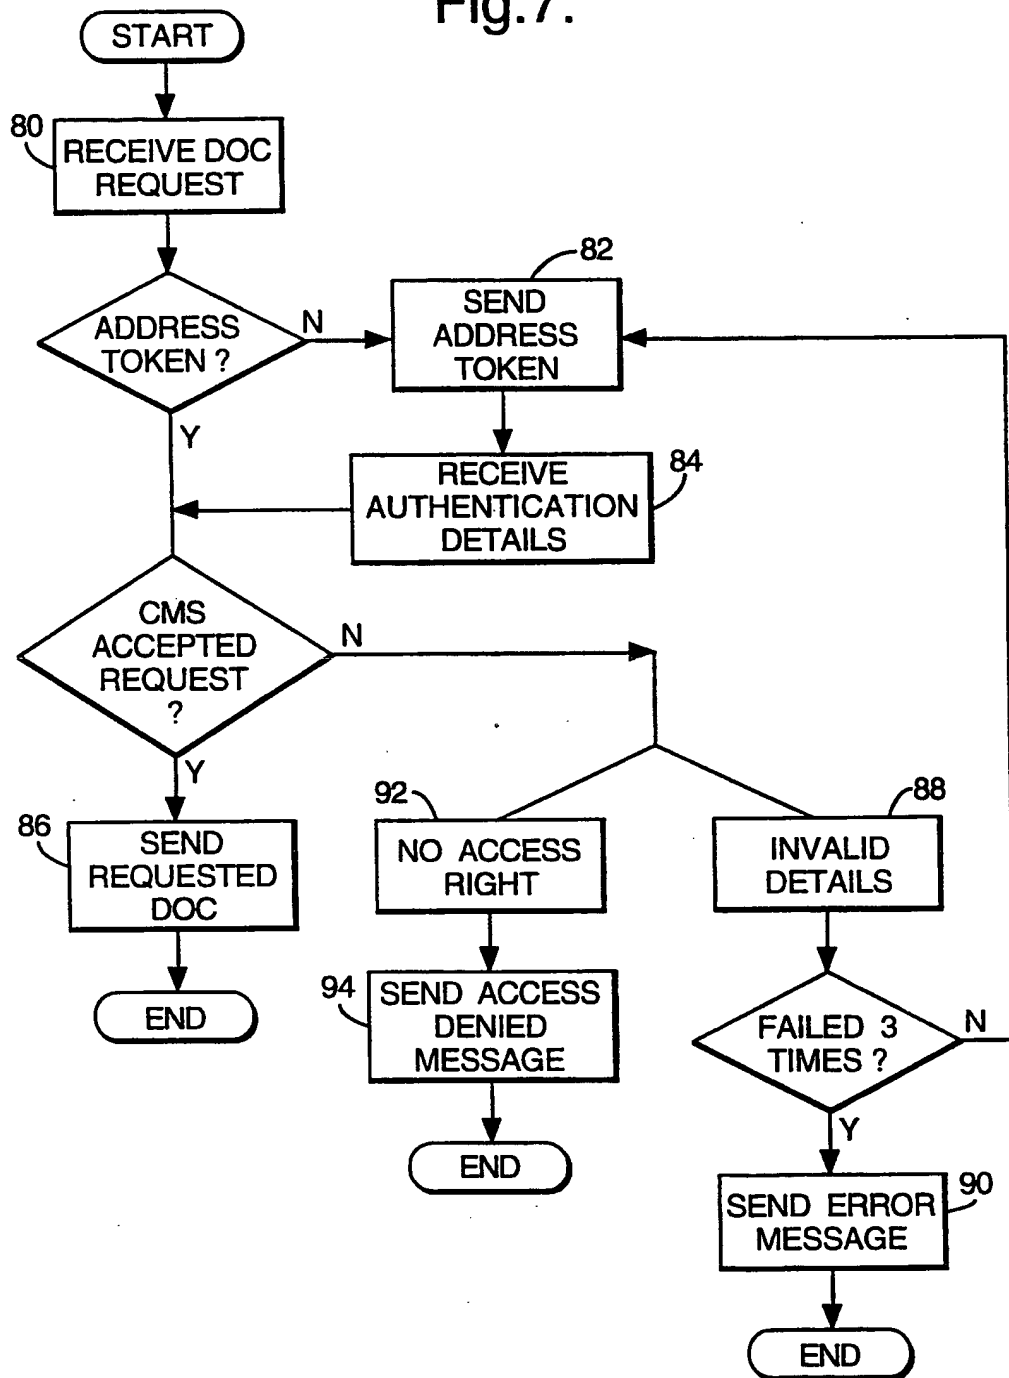 Fig.7.
START
80
RECEIVE DOC
REQUEST
82
ADDRESS
TOKEN ?
N
SEND
ADDRESS
TOKEN
Y
84
RECEIVE
AUTHENTICATION
DETAILS
CMS
ACCEPTED
REQUEST
?
N
Y
86
SEND
REQUESTED
DOC
END
92
NO ACCESS
RIGHT
94
SEND ACCESS
DENIED
MESSAGE
END
88
INVALID
DETAILS
FAILED 3
TIMES ?
N
Y
90
SEND ERROR
MESSAGE
END